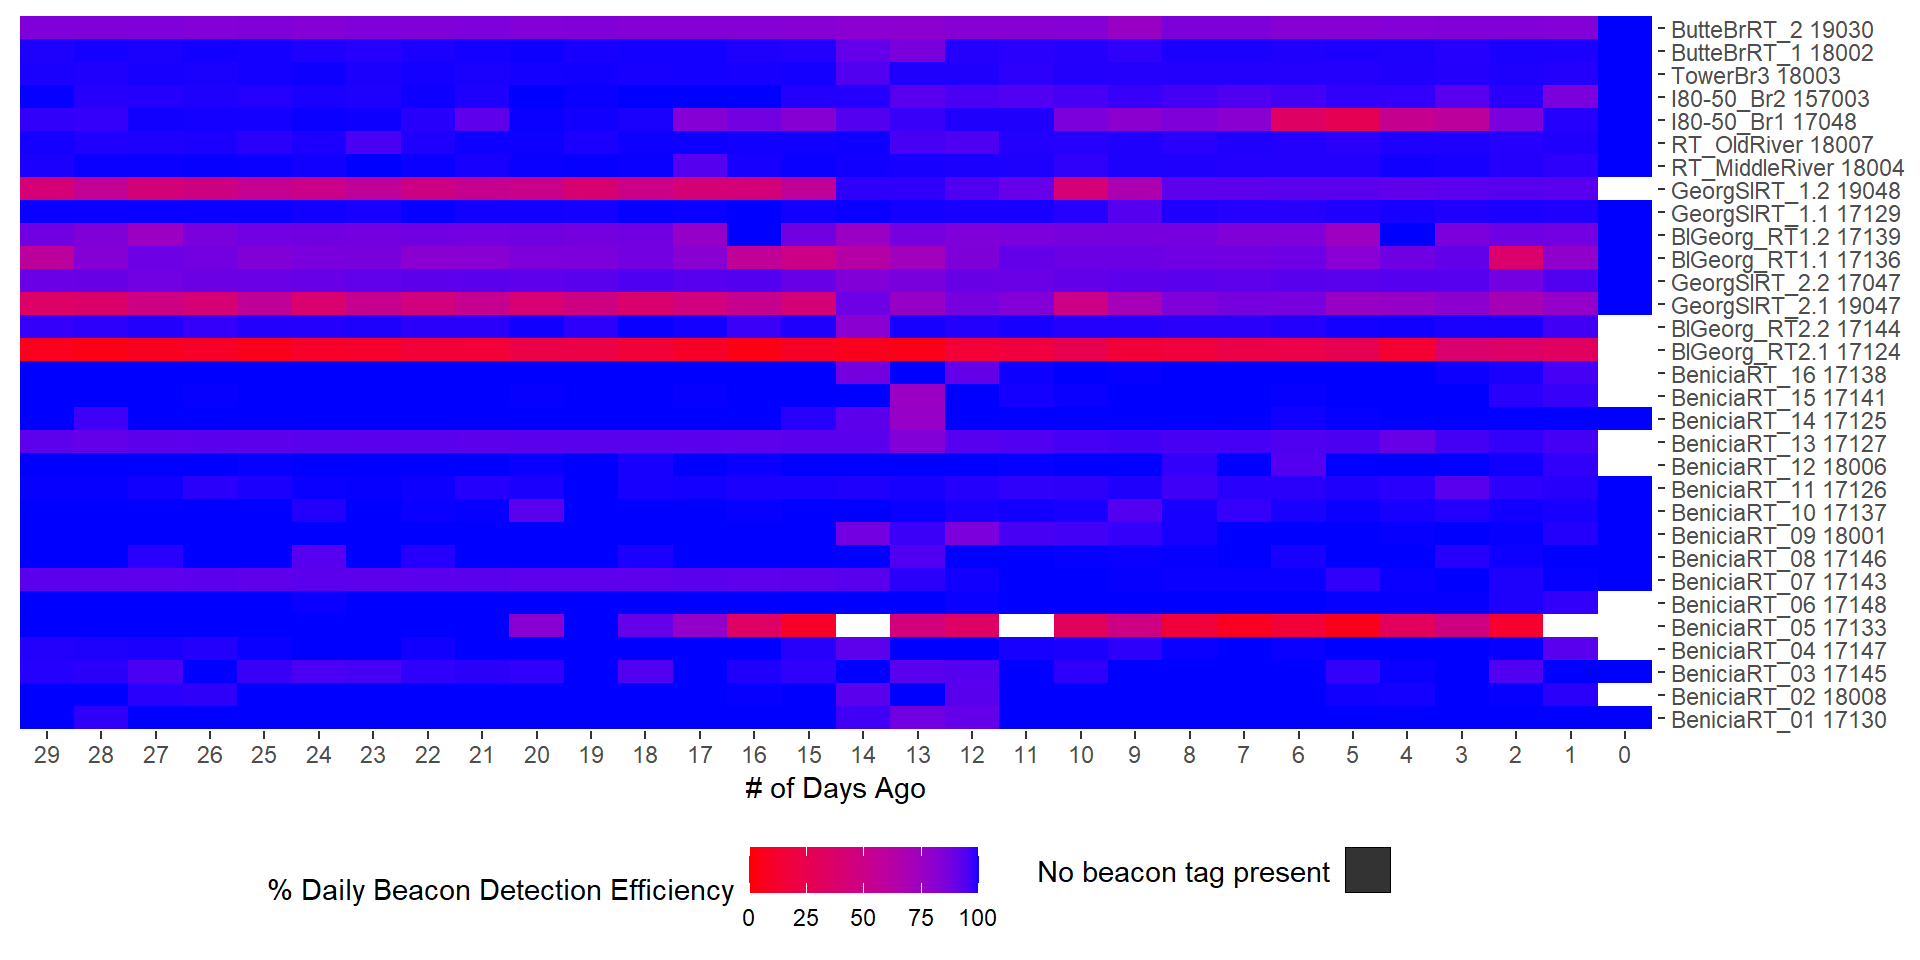 ButteBrRT_2 19030
ButteBrRT_1 18002
TowerBr3 18003
I80-50_Br2 157003
I80-50_Br1 17048
RT_OldRiver 18007
RT_MiddleRiver 18004
GeorgSlRT_1.2 19048
GeorgSlRT_1.1 17129
BlGeorg_RT1.2 17139
BlGeorg_RT1.1 17136
GeorgSlRT_2.2 17047
GeorgSlRT_2.1 19047
BlGeorg_RT2.2 17144
BlGeorg_RT2.1 17124
BeniciaRT_16 17138
BeniciaRT_15 17141
BeniciaRT_14 17125
BeniciaRT_13 17127
BeniciaRT_12 18006
BeniciaRT_11 17126
BeniciaRT_10 17137
BeniciaRT_09 18001
BeniciaRT_08 17146
BeniciaRT_07 17143
BeniciaRT_06 17148
BeniciaRT_05 17133
BeniciaRT_04 17147
BeniciaRT_03 17145
BeniciaRT_02 18008
BeniciaRT_01 17130
29 28 27 26 25 24 23 22 21 20 19 18 17 16 15 14 13 12 11 10 9 8 7 6 5 4 3 2 1 0
# of Days Ago
% Daily Beacon Detection Efficiency
0 25 50 75 100
No beacon tag present